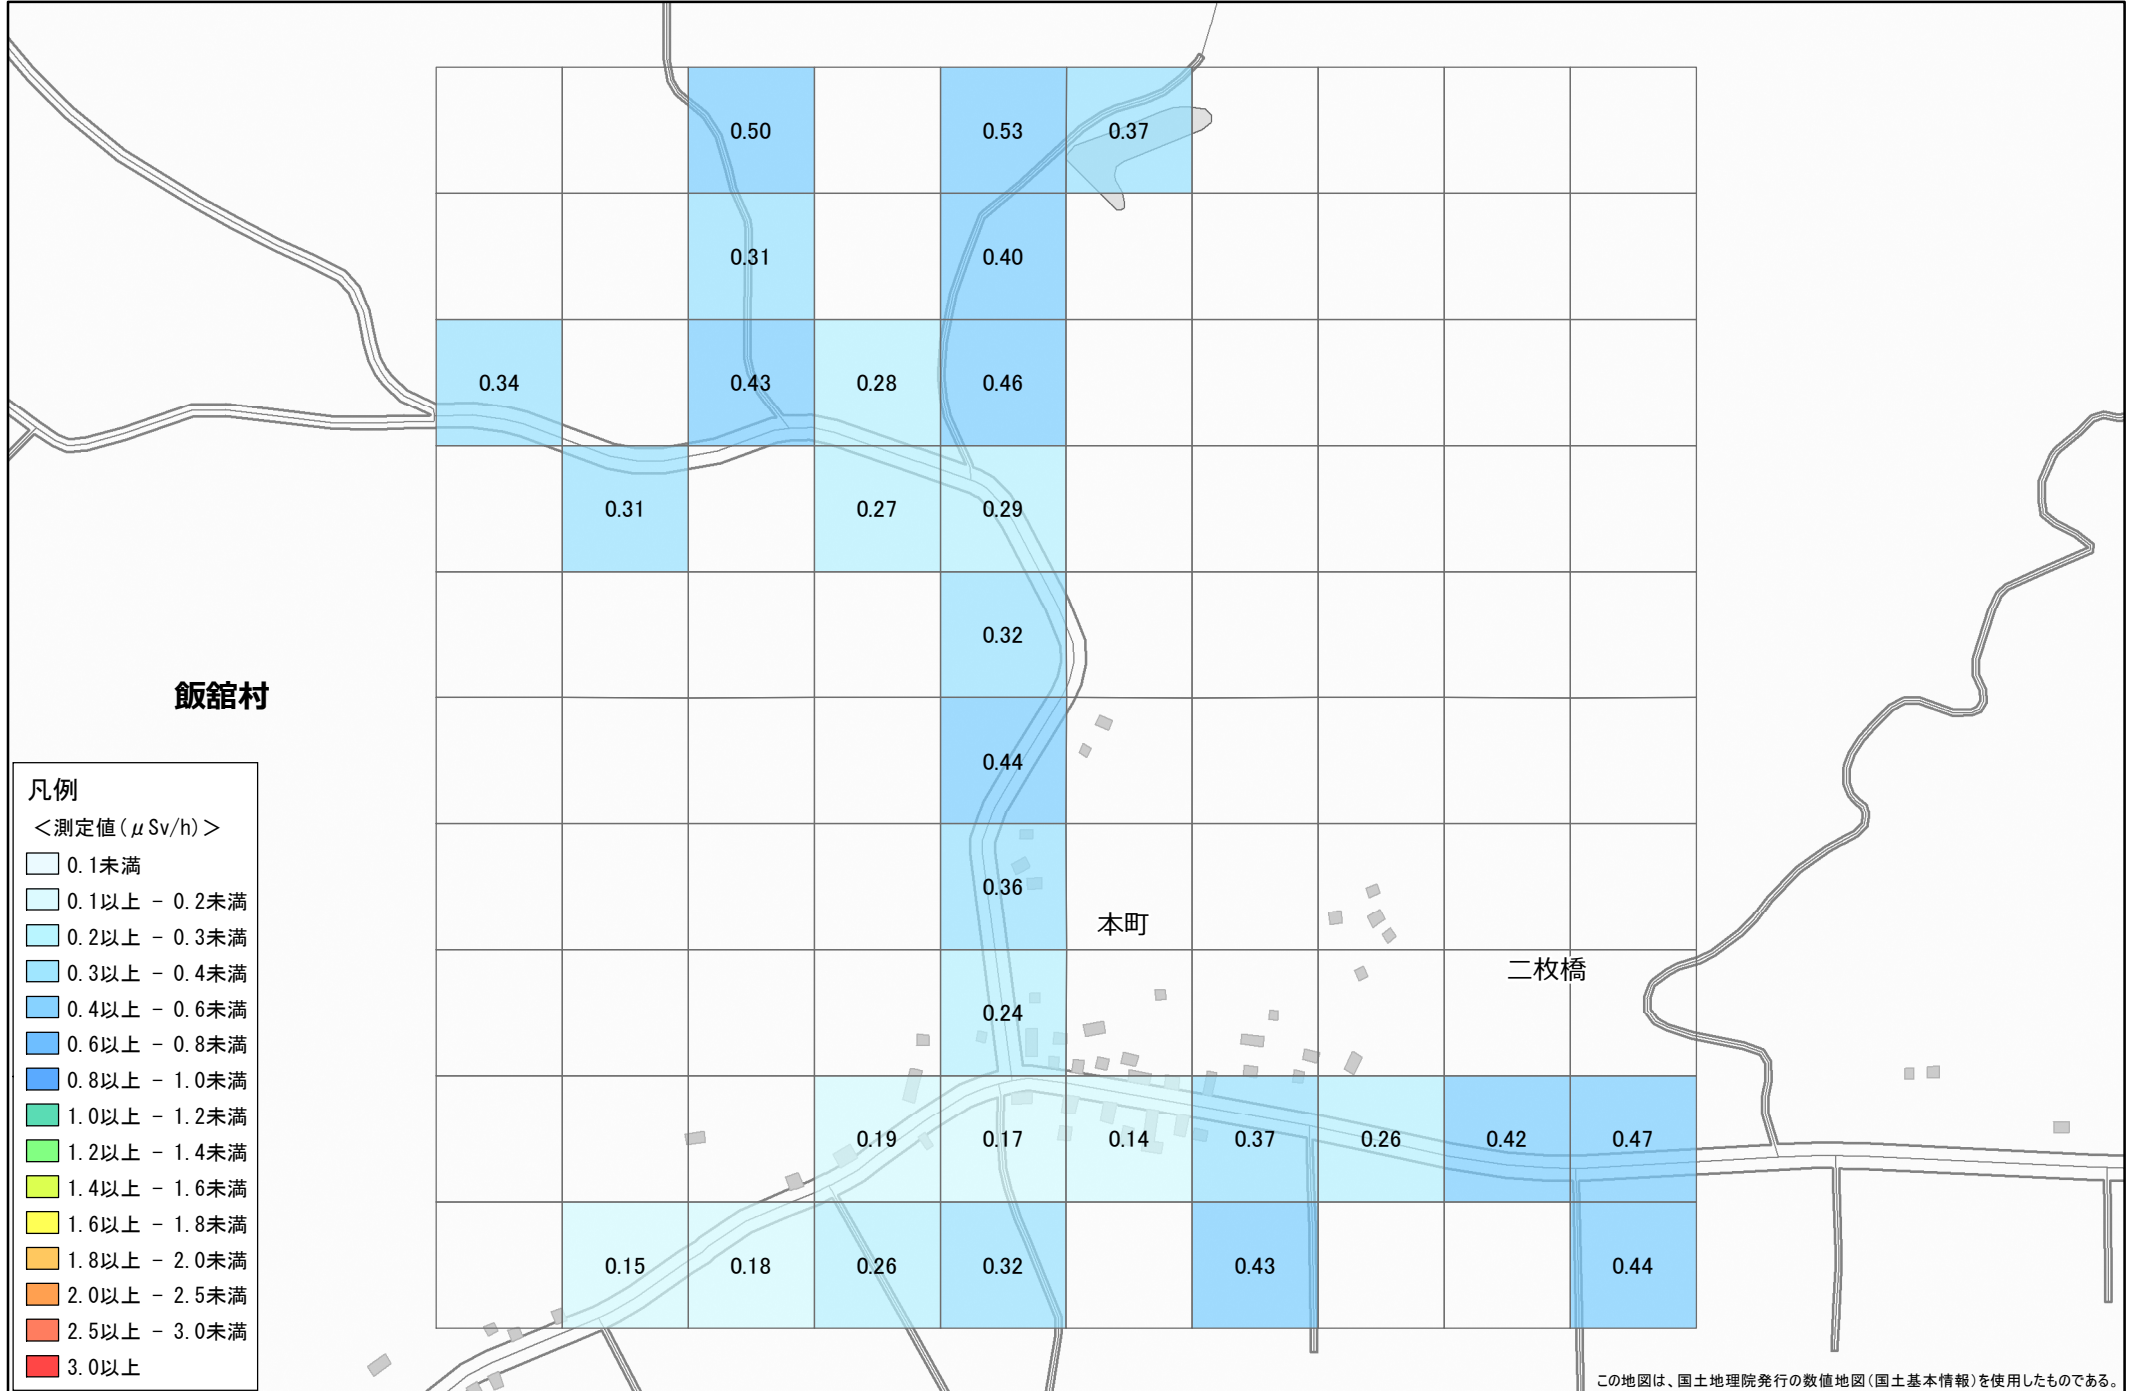 0.50 0.53 0.37
0.31 0.40
0.34 0.43 0.28 0.46
0.31 0.27 0.29
0.32
飯舘村
0.44
0.36
本町
二枚橋
0.24
0.19 0.17 0.14 0.37 0.26 0.42 0.47
0.15 0.18 0.26 0.32 0.43 0.44
凡例
＜測定値(μSv/h)＞
0.1未満
0.1以上 － 0.2未満
0.2以上 － 0.3未満
0.3以上 － 0.4未満
0.4以上 － 0.6未満
0.6以上 － 0.8未満
0.8以上 － 1.0未満
1.0以上 － 1.2未満
1.2以上 － 1.4未満
1.4以上 － 1.6未満
1.6以上 － 1.8未満
1.8以上 － 2.0未満
2.0以上 － 2.5未満
2.5以上 － 3.0未満
3.0以上
この地図は、国土地理院発行の数値地図(国土基本情報)を使用したものである。